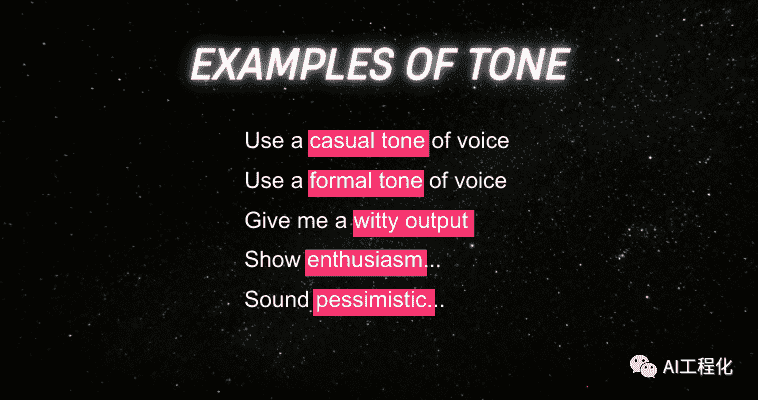 EXAMPLES OF TONE
Use a casual tone of voice
Use a formal tone of voice
Give me a witty output
Show enthusiasm...
Sound pessimistic...
AI工程化